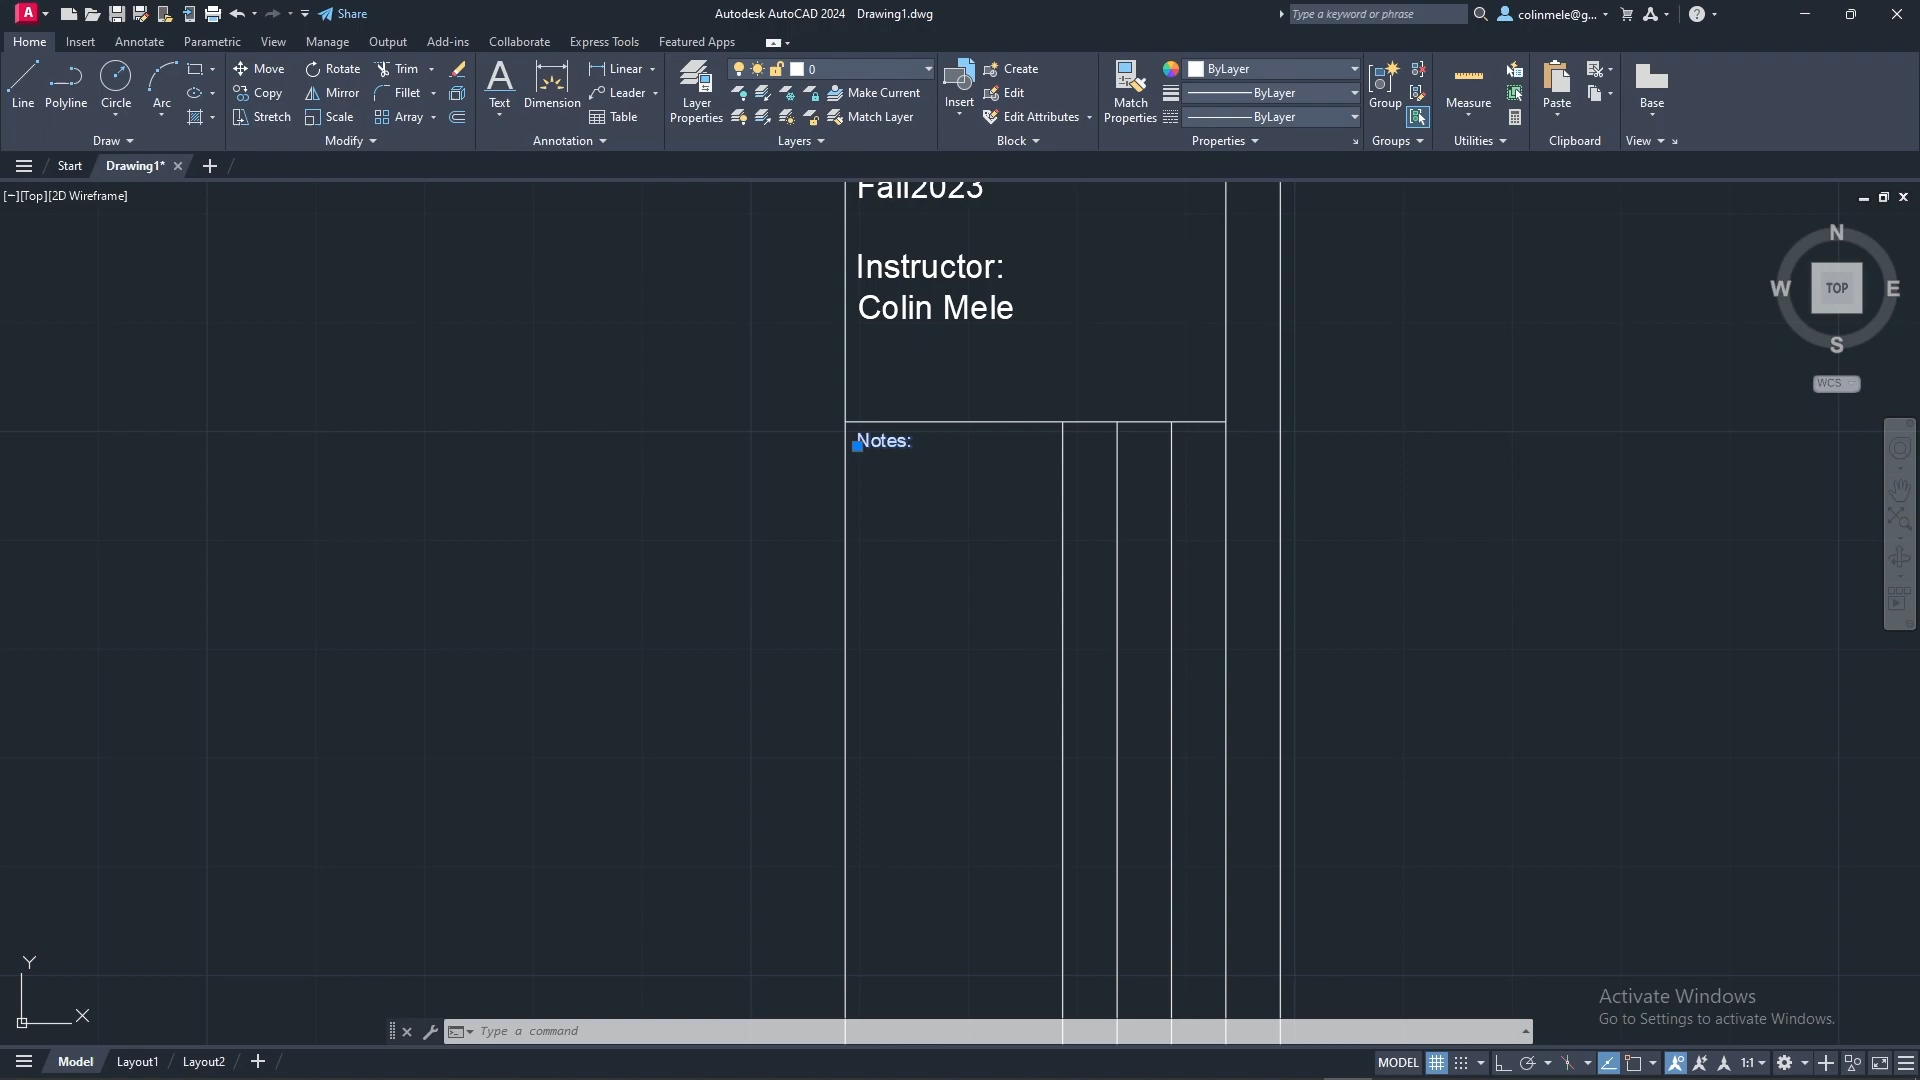 A Share Autodesk AutoCAD 2024 Drawing1.dwg Type a keyword or phrase colinmele@g...
Home Insert Annotate Parametric View Manage Output Add-ins Collaborate Express Tools Featured Apps
Line Polyline Circle Arc
Move Rotate Trim
Copy Mirror Fillet
Stretch Scale Array
Text Dimension
Linear
Leader
Table
Layer Properties
0
Make Current
Match Layer
Insert
Create
Edit
Edit Attributes
Match Properties
ByLayer
ByLayer
ByLayer
Group Measure Paste Base
Draw Modify Annotation Layers Block Properties Groups Utilities Clipboard View
Start Drawing1*
[−][Top][2D Wireframe]
Fall2023
Instructor:
Colin Mele
Notes:
N
W TOP E
S
WCS
Y
X
Activate Windows
Go to Settings to activate Windows.
Type a command
Model Layout1 Layout2 MODEL 1:1